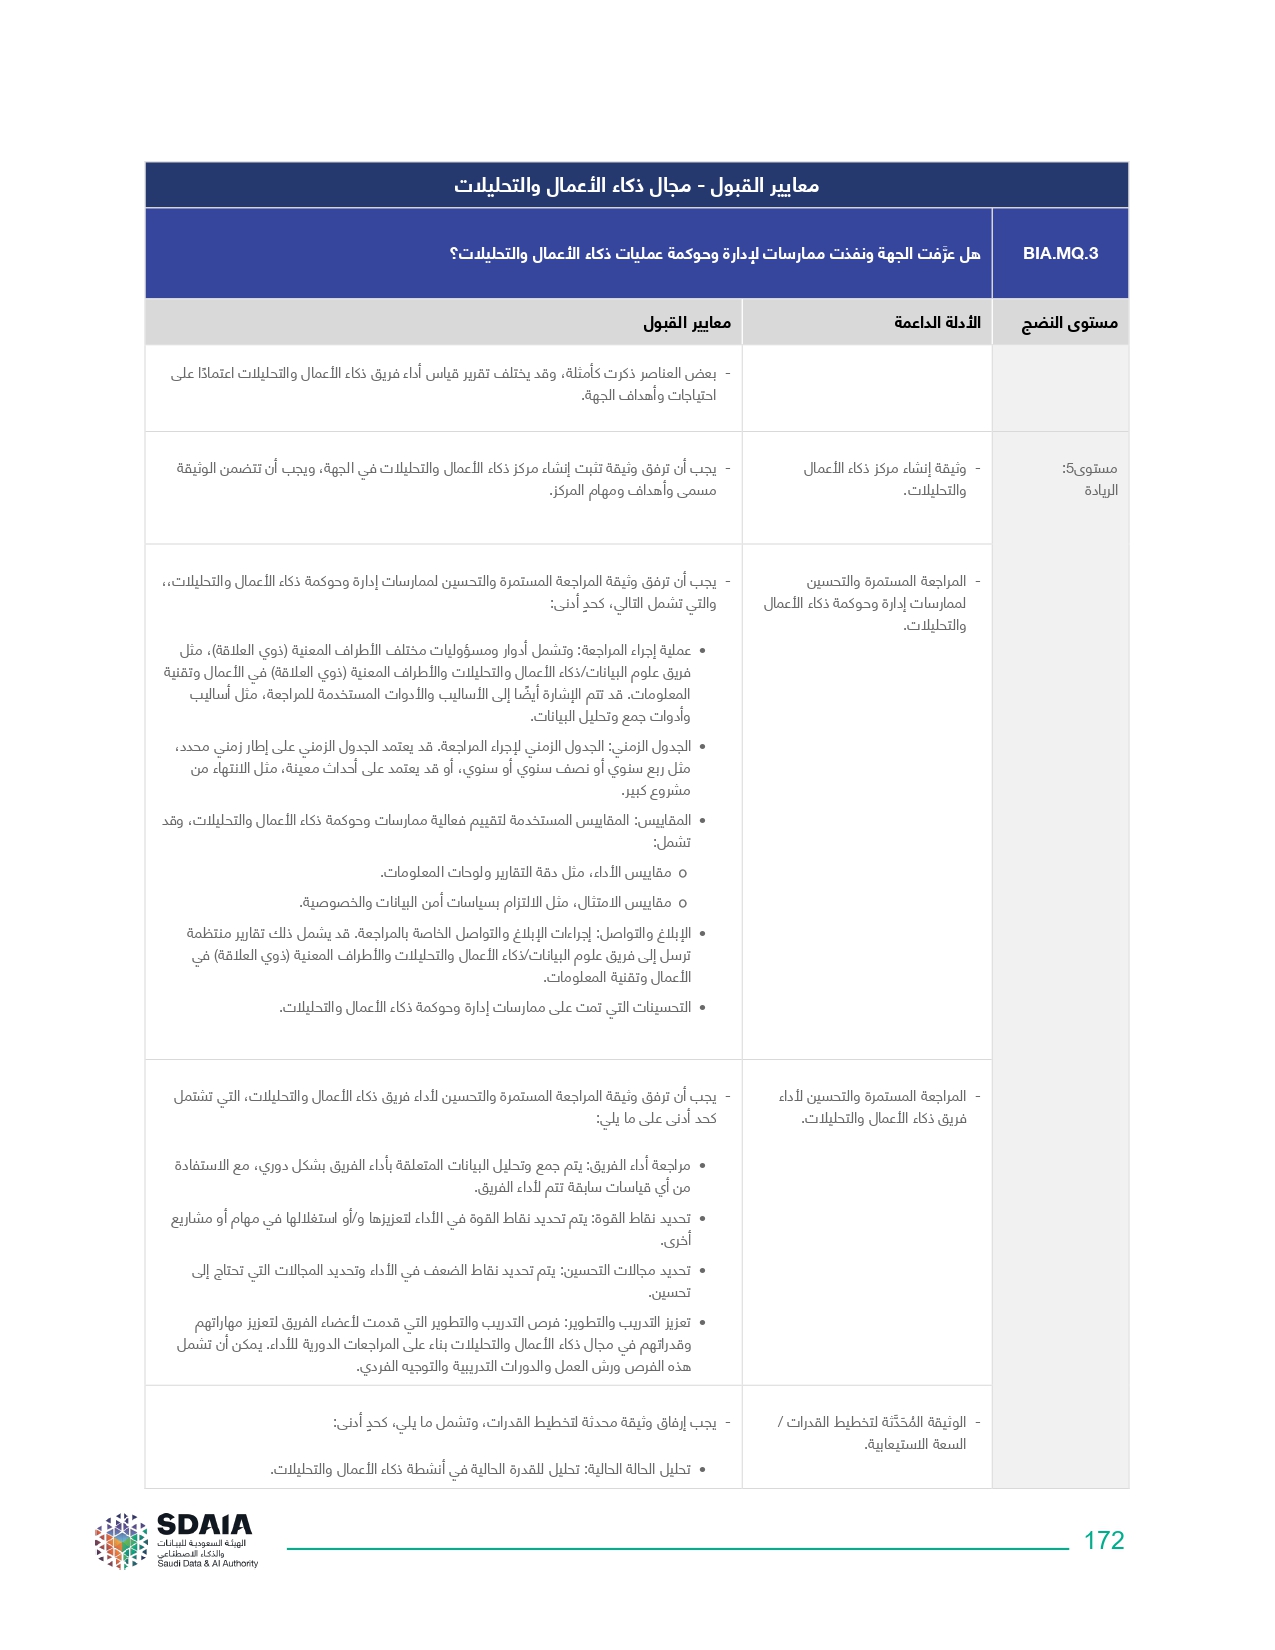 معايير القبول - مجال ذكاء الأعمال والتحليلات
BIA.MQ.3
هل عرَّفت الجهة ونفذت ممارسات لإدارة وحوكمة عمليات ذكاء الأعمال والتحليلات؟
مستوى النضج
الأدلة الداعمة
معايير القبول
- بعض العناصر ذكرت كأمثلة، وقد يختلف تقرير قياس أداء فريق ذكاء الأعمال والتحليلات اعتمادًا على
احتياجات وأهداف الجهة.
مستوى5:
الريادة
- وثيقة إنشاء مركز ذكاء الأعمال
والتحليلات.
- يجب أن ترفق وثيقة تثبت إنشاء مركز ذكاء الأعمال والتحليلات في الجهة، ويجب أن تتضمن الوثيقة
مسمى وأهداف ومهام المركز.
- المراجعة المستمرة والتحسين
لممارسات إدارة وحوكمة ذكاء الأعمال
والتحليلات.
- يجب أن ترفق وثيقة المراجعة المستمرة والتحسين لممارسات إدارة وحوكمة ذكاء الأعمال والتحليلات،،
والتي تشمل التالي، كحدٍ أدنى:
• عملية إجراء المراجعة: وتشمل أدوار ومسؤوليات مختلف الأطراف المعنية (ذوي العلاقة)، مثل
فريق علوم البيانات/ذكاء الأعمال والتحليلات والأطراف المعنية (ذوي العلاقة) في الأعمال وتقنية
المعلومات. قد تتم الإشارة أيضًا إلى الأساليب والأدوات المستخدمة للمراجعة، مثل أساليب
وأدوات جمع وتحليل البيانات.
• الجدول الزمني: الجدول الزمني لإجراء المراجعة. قد يعتمد الجدول الزمني على إطار زمني محدد،
مثل ربع سنوي أو نصف سنوي أو سنوي، أو قد يعتمد على أحداث معينة، مثل الانتهاء من
مشروع كبير.
• المقاييس: المقاييس المستخدمة لتقييم فعالية ممارسات وحوكمة ذكاء الأعمال والتحليلات، وقد
تشمل:
o مقاييس الأداء، مثل دقة التقارير ولوحات المعلومات.
o مقاييس الامتثال، مثل الالتزام بسياسات أمن البيانات والخصوصية.
• الإبلاغ والتواصل: إجراءات الإبلاغ والتواصل الخاصة بالمراجعة. قد يشمل ذلك تقارير منتظمة
ترسل إلى فريق علوم البيانات/ذكاء الأعمال والتحليلات والأطراف المعنية (ذوي العلاقة) في
الأعمال وتقنية المعلومات.
• التحسينات التي تمت على ممارسات إدارة وحوكمة ذكاء الأعمال والتحليلات.
- المراجعة المستمرة والتحسين لأداء
فريق ذكاء الأعمال والتحليلات.
- يجب أن ترفق وثيقة المراجعة المستمرة والتحسين لأداء فريق ذكاء الأعمال والتحليلات، التي تشتمل
كحد أدنى على ما يلي:
• مراجعة أداء الفريق: يتم جمع وتحليل البيانات المتعلقة بأداء الفريق بشكل دوري، مع الاستفادة
من أي قياسات سابقة تتم لأداء الفريق.
• تحديد نقاط القوة: يتم تحديد نقاط القوة في الأداء لتعزيزها و/أو استغلالها في مهام أو مشاريع
أخرى.
• تحديد مجالات التحسين: يتم تحديد نقاط الضعف في الأداء وتحديد المجالات التي تحتاج إلى
تحسين.
• تعزيز التدريب والتطوير: فرص التدريب والتطوير التي قدمت لأعضاء الفريق لتعزيز مهاراتهم
وقدراتهم في مجال ذكاء الأعمال والتحليلات بناء على المراجعات الدورية للأداء. يمكن أن تشمل
هذه الفرص ورش العمل والدورات التدريبية والتوجيه الفردي.
- الوثيقة المُحَدَّثة لتخطيط القدرات /
السعة الاستيعابية.
- يجب إرفاق وثيقة محدثة لتخطيط القدرات، وتشمل ما يلي، كحدٍ أدنى:
• تحليل الحالة الحالية: تحليل للقدرة الحالية في أنشطة ذكاء الأعمال والتحليلات.
SDAIA
الهيئة السعودية للبيانات
والذكاء الاصطناعي
Saudi Data & AI Authority
172